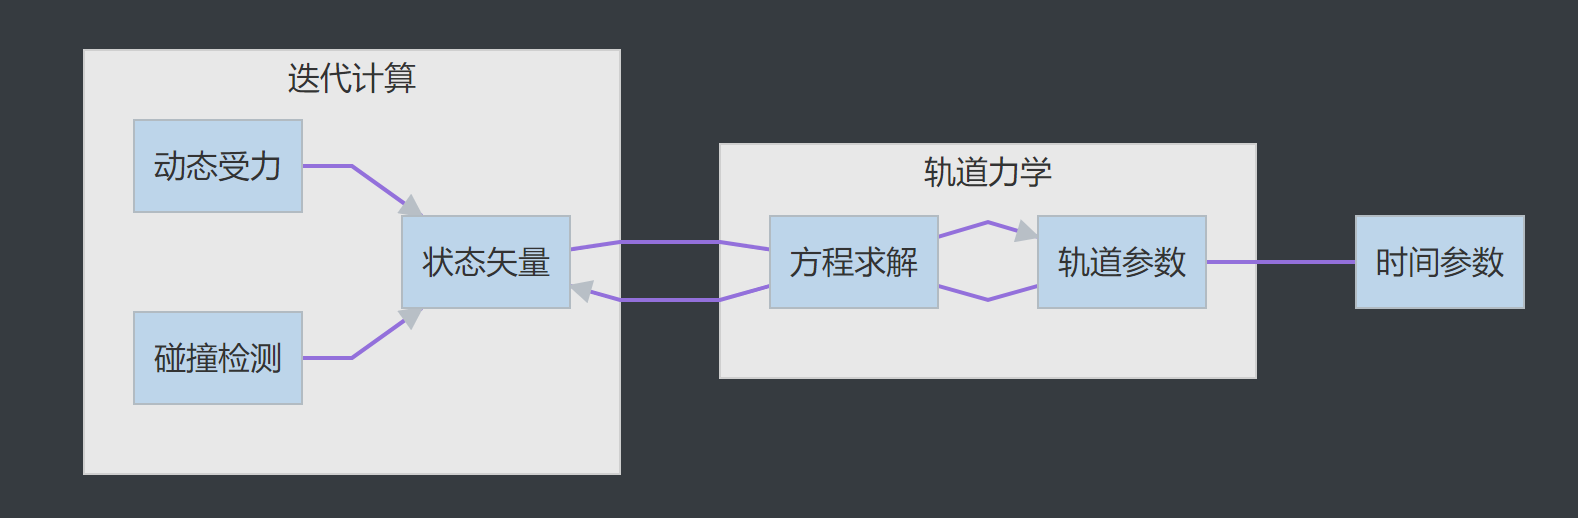 迭代计算
动态受力
状态矢量
碰撞检测
轨道力学
方程求解
轨道参数
时间参数